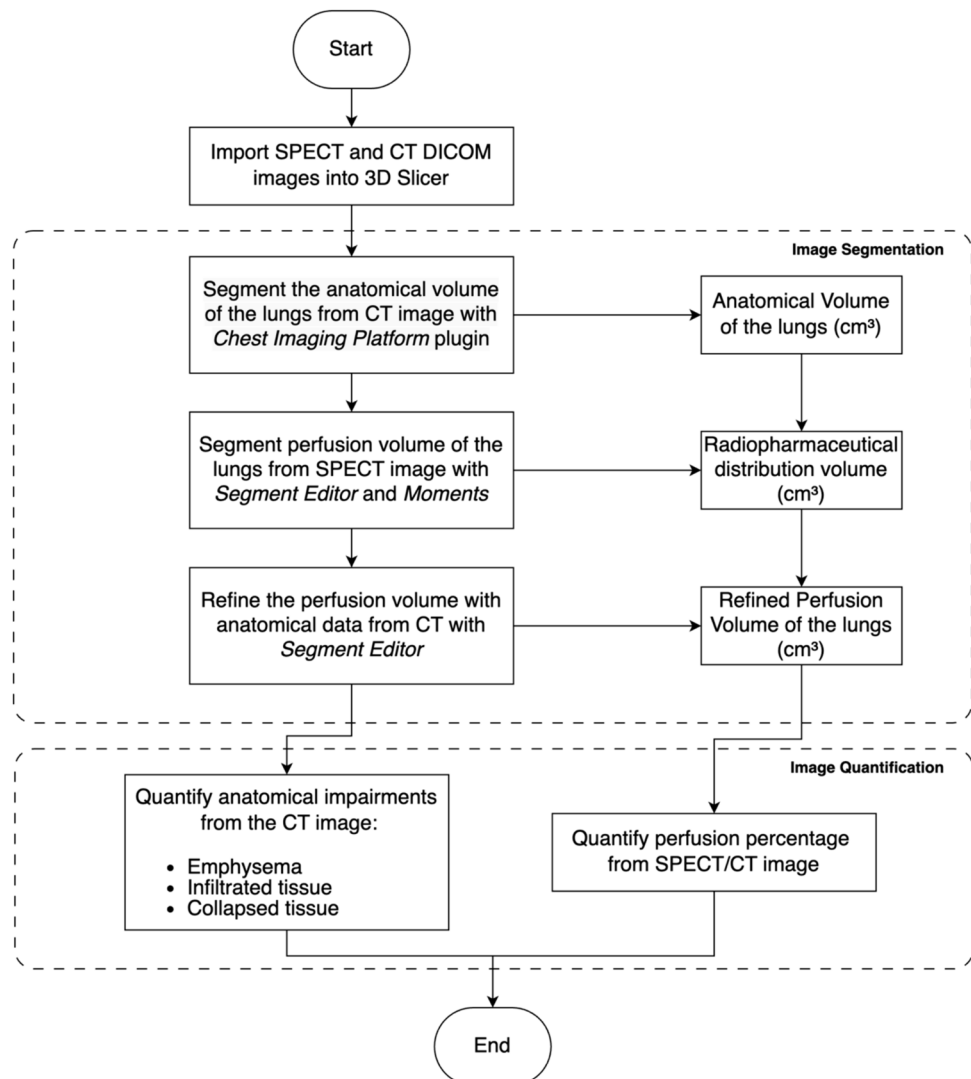 Start
Import SPECT and CT DICOM
images into 3D Slicer
Image Segmentation
Segment the anatomical volume
of the lungs from CT image with
Chest Imaging Platform plugin
Anatomical Volume
of the lungs (cm³)
Segment perfusion volume of the
lungs from SPECT image with
Segment Editor and Moments
Radiopharmaceutical
distribution volume
(cm³)
Refine the perfusion volume with
anatomical data from CT with
Segment Editor
Refined Perfusion
Volume of the lungs
(cm³)
Image Quantification
Quantify anatomical impairments
from the CT image:
• Emphysema
• Infiltrated tissue
• Collapsed tissue
Quantify perfusion percentage
from SPECT/CT image
End